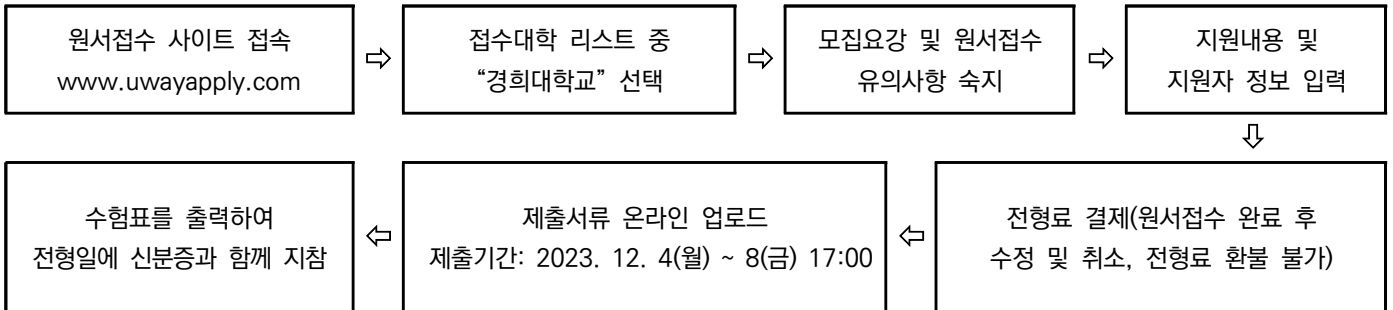 원서접수 사이트 접속
www.uwayapply.com
접수대학 리스트 중
“경희대학교” 선택
모집요강 및 원서접수
유의사항 숙지
지원내용 및
지원자 정보 입력
전형료 결제(원서접수 완료 후
수정 및 취소, 전형료 환불 불가)
제출서류 온라인 업로드
제출기간: 2023. 12. 4(월) ~ 8(금) 17:00
수험표를 출력하여
전형일에 신분증과 함께 지참